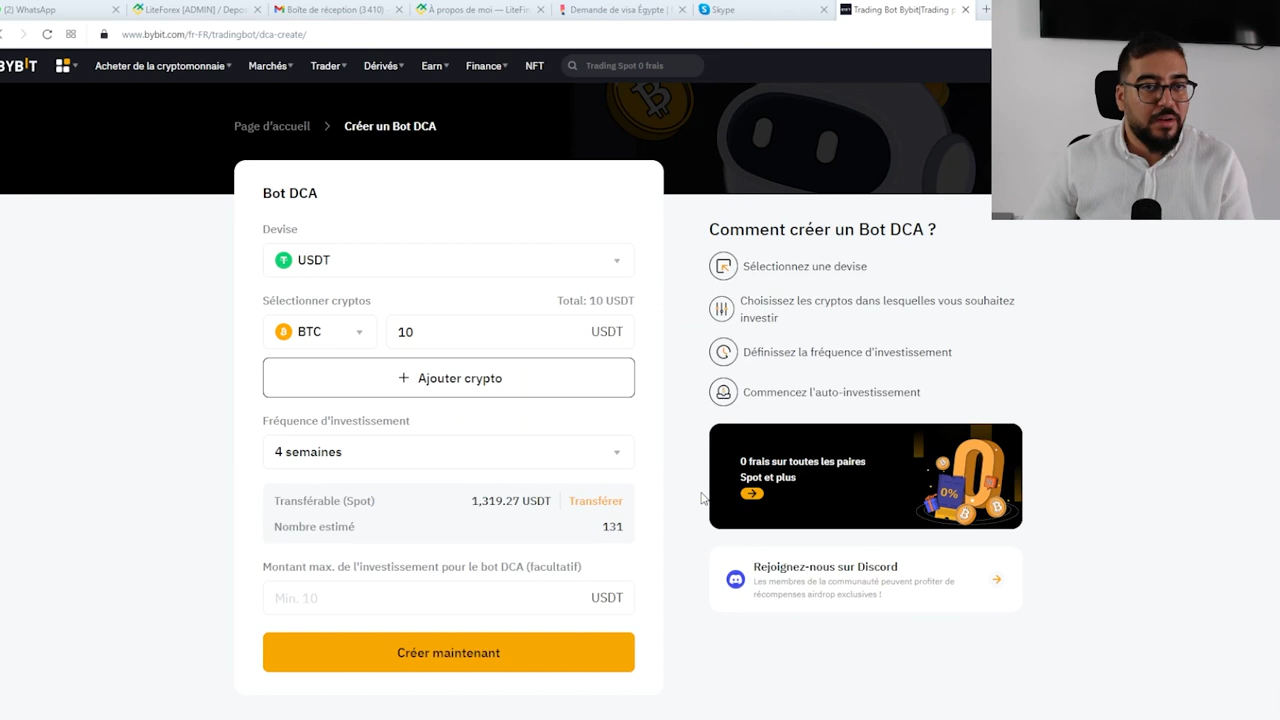 (2) WhatsApp
LiteForex [ADMIN] / Depo
Boîte de réception (3 410)
À propos de moi — LiteFin
Demande de visa Égypte |
Skype
Trading Bot Bybit|Trading p
www.bybit.com/fr-FR/tradingbot/dca-create/
BYBIT
Acheter de la cryptomonnaie
Marchés
Trader
Dérivés
Earn
Finance
NFT
Trading Spot 0 frais
Page d'accueil > Créer un Bot DCA
Bot DCA
Devise
USDT
Sélectionner cryptos
Total: 10 USDT
BTC
10
USDT
+ Ajouter crypto
Fréquence d'investissement
4 semaines
Transférable (Spot)
1,319.27 USDT
Transférer
Nombre estimé
131
Montant max. de l'investissement pour le bot DCA (facultatif)
Min. 10
USDT
Créer maintenant
Comment créer un Bot DCA ?
Sélectionnez une devise
Choisissez les cryptos dans lesquelles vous souhaitez
investir
Définissez la fréquence d'investissement
Commencez l'auto-investissement
0 frais sur toutes les paires
Spot et plus
0%
Rejoignez-nous sur Discord
Les membres de la communauté peuvent profiter de
récompenses airdrop exclusives !